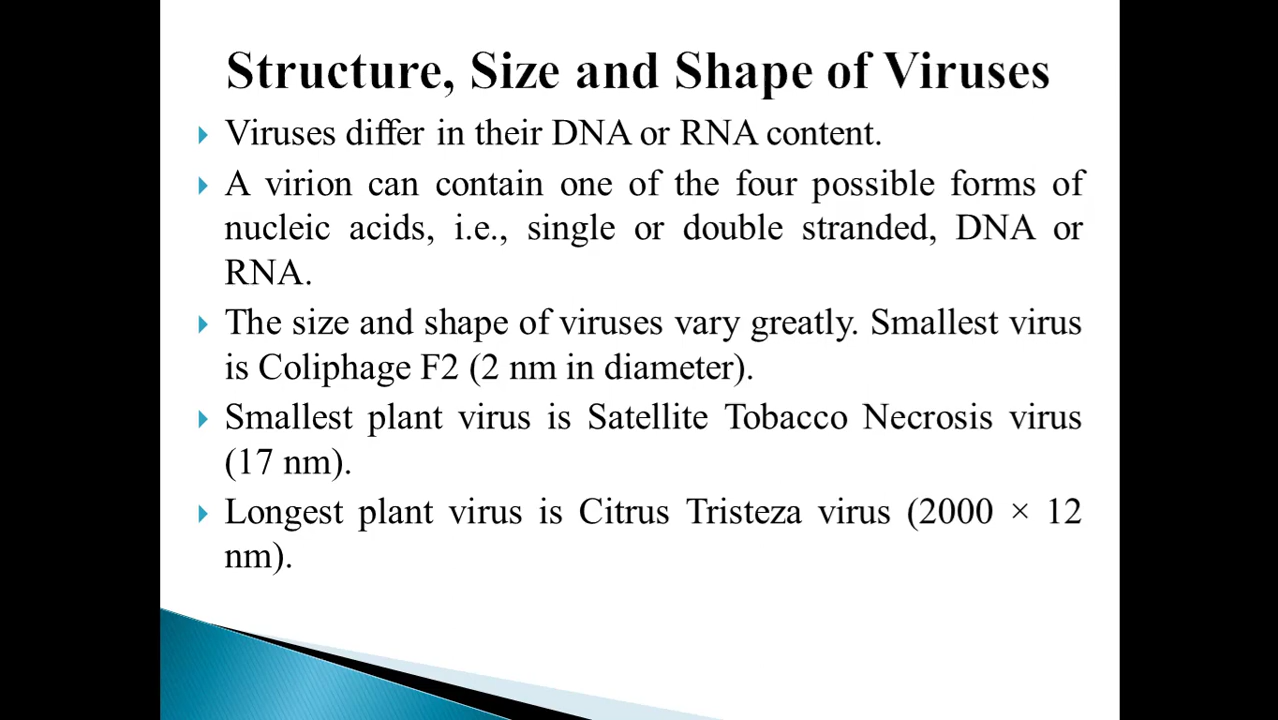 Structure, Size and Shape of Viruses
Viruses differ in their DNA or RNA content.
A virion can contain one of the four possible forms of
nucleic acids, i.e., single or double stranded, DNA or
RNA.
The size and shape of viruses vary greatly. Smallest virus
is Coliphage F2 (2 nm in diameter).
Smallest plant virus is Satellite Tobacco Necrosis virus
(17 nm).
Longest plant virus is Citrus Tristeza virus (2000 × 12
nm).